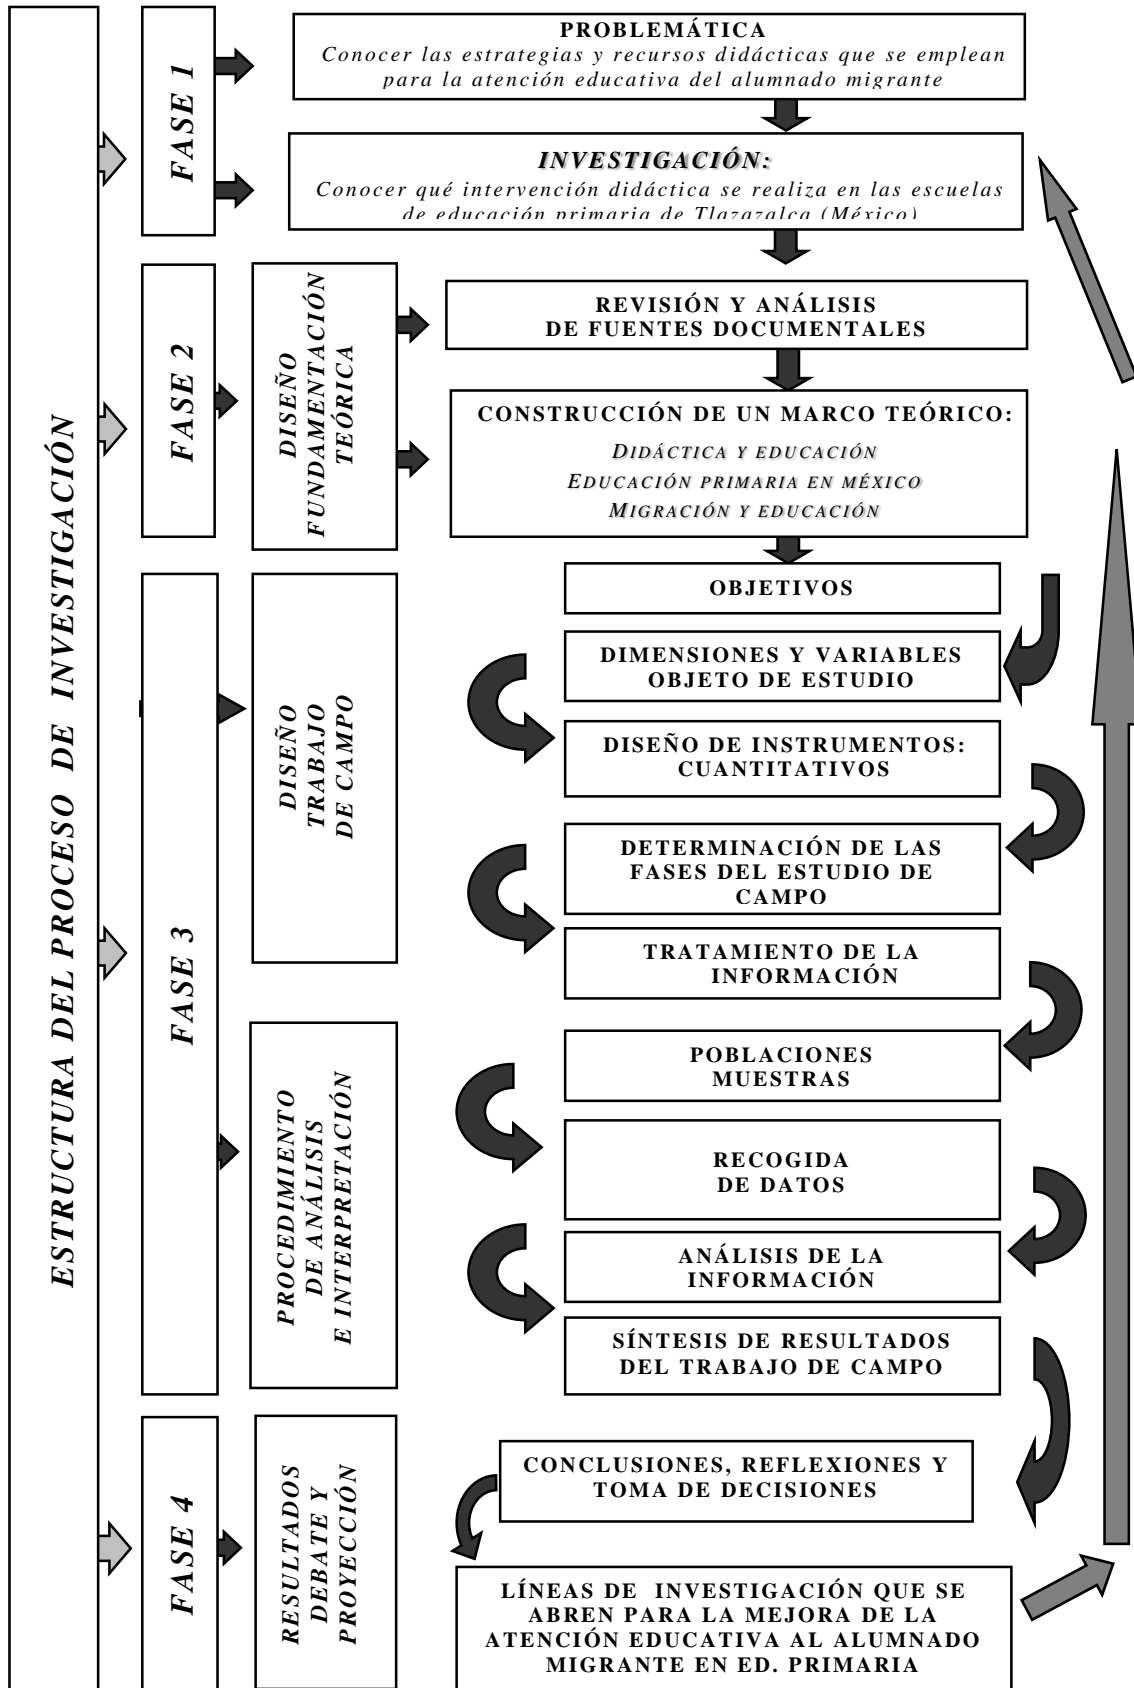 ESTRUCTURA DEL PROCESO DE INVESTIGACIÓN
FASE 1
PROBLEMÁTICA
Conocer las estrategias y recursos didácticas que se emplean
para la atención educativa del alumnado migrante
INVESTIGACIÓN:
Conocer qué intervención didáctica se realiza en las escuelas
de educación primaria de Tlazazalca (México)
FASE 2
DISEÑO
FUNDAMENTACIÓN
TEÓRICA
REVISIÓN Y ANÁLISIS
DE FUENTES DOCUMENTALES
CONSTRUCCIÓN DE UN MARCO TEÓRICO:
DIDÁCTICA Y EDUCACIÓN
EDUCACIÓN PRIMARIA EN MÉXICO
MIGRACIÓN Y EDUCACIÓN
FASE 3
DISEÑO
TRABAJO
DE CAMPO
OBJETIVOS
DIMENSIONES Y VARIABLES
OBJETO DE ESTUDIO
DISEÑO DE INSTRUMENTOS:
CUANTITATIVOS
DETERMINACIÓN DE LAS
FASES DEL ESTUDIO DE
CAMPO
TRATAMIENTO DE LA
INFORMACIÓN
PROCEDIMIENTO
DE ANÁLISIS
E INTERPRETACIÓN
POBLACIONES
MUESTRAS
RECOGIDA
DE DATOS
ANÁLISIS DE LA
INFORMACIÓN
SÍNTESIS DE RESULTADOS
DEL TRABAJO DE CAMPO
FASE 4
RESULTADOS
DEBATE Y
PROYECCIÓN
CONCLUSIONES, REFLEXIONES Y
TOMA DE DECISIONES
LÍNEAS DE INVESTIGACIÓN QUE SE
ABREN PARA LA MEJORA DE LA
ATENCIÓN EDUCATIVA AL ALUMNADO
MIGRANTE EN ED. PRIMARIA